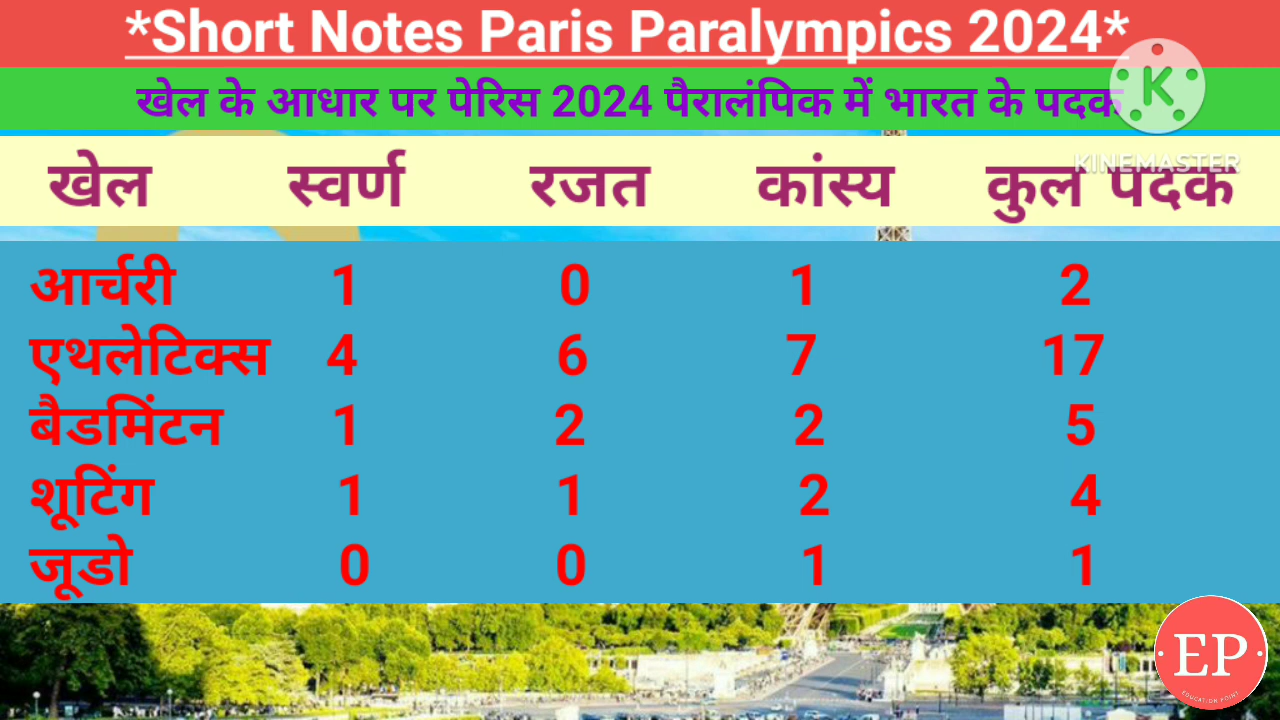 *Short Notes Paris Paralympics 2024*
खेल के आधार पर पेरिस 2024 पैरालंपिक में भारत के पदक
K
KINEMASTER
खेल स्वर्ण रजत कांस्य कुल पदक
आर्चरी 1 0 1 2
एथलेटिक्स 4 6 7 17
बैडमिंटन 1 2 2 5
शूटिंग 1 1 2 4
जूडो 0 0 1 1
EP
EDUCATION POINT